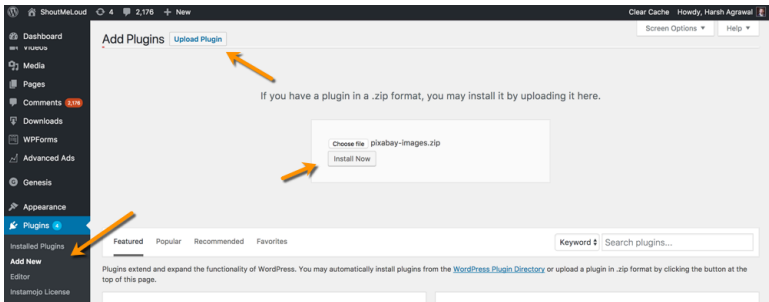 ShoutMeLoud 4 2,176 + New Clear Cache Howdy, Harsh Agrawal
Screen Options ▼ Help ▼
Dashboard
Videos
Media
Pages
Comments 2,176
Downloads
WPForms
Advanced Ads
Genesis
Appearance
Plugins 4
Installed Plugins
Add New
Editor
Instamojo License
Add Plugins Upload Plugin
If you have a plugin in a .zip format, you may install it by uploading it here.
Choose file pixabay-images.zip
Install Now
Featured Popular Recommended Favorites Keyword Search plugins...
Plugins extend and expand the functionality of WordPress. You may automatically install plugins from the WordPress Plugin Directory or upload a plugin in .zip format by clicking the button at the
top of this page.